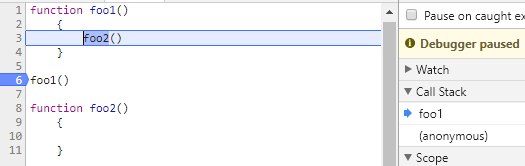 1 function foo1()
2 {
3 foo2()
4 }
5
6 foo1()
7
8 function foo2()
9 {
10
11 }
Pause on caught ex
Debugger paused
Watch
Call Stack
foo1
(anonymous)
Scope